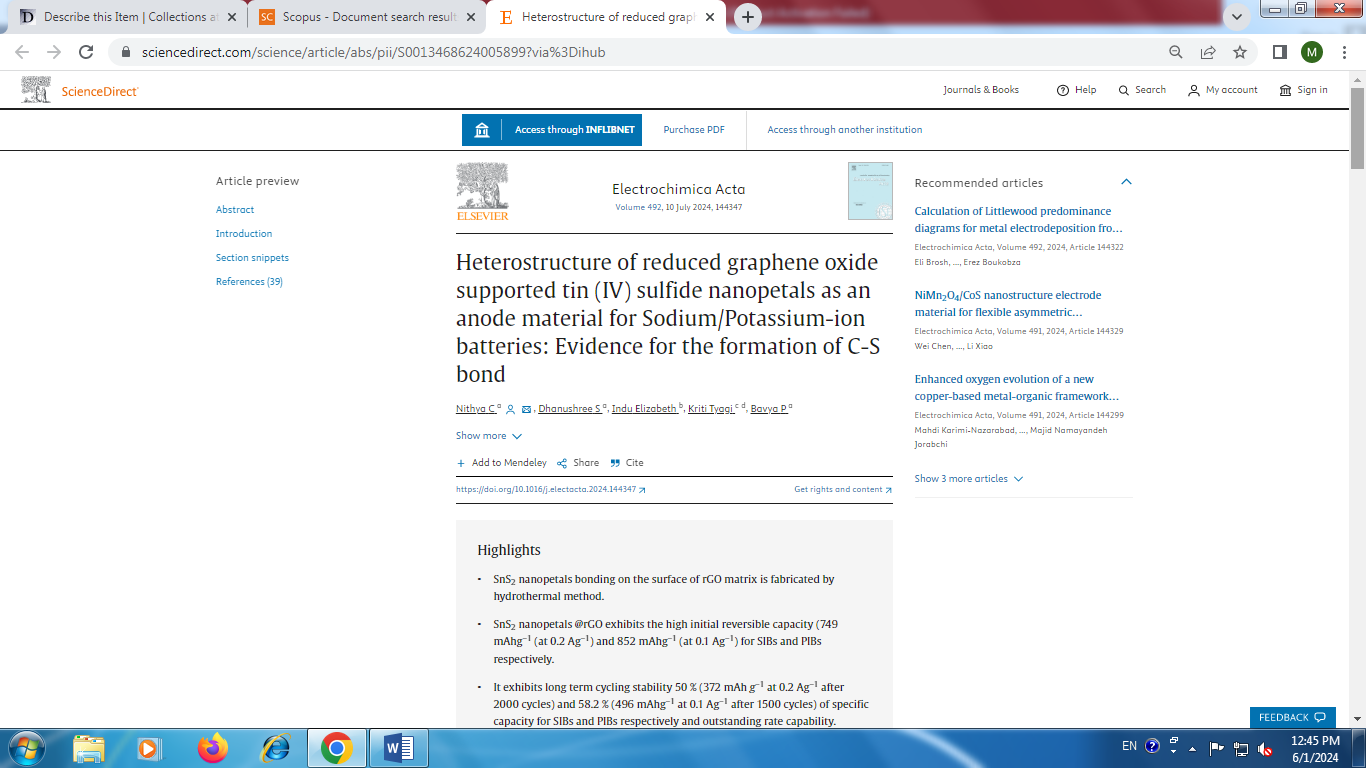 Describe this Item | Collections at
Scopus - Document search result
Heterostructure of reduced grap
sciencedirect.com/science/article/abs/pii/S0013468624005899?via%3Dihub
M
ScienceDirect
Journals & Books
Help
Search
My account
Sign in
Access through INFLIBNET
Purchase PDF
Access through another institution
Article preview
Abstract
Introduction
Section snippets
References (39)
ELSEVIER
Electrochimica Acta
Volume 492, 10 July 2024, 144347
Heterostructure of reduced graphene oxide
supported tin (IV) sulfide nanopetals as an
anode material for Sodium/Potassium-ion
batteries: Evidence for the formation of C-S
bond
Nithya C a, Dhanushree S a, Indu Elizabeth b, Kriti Tyagi c d, Bavya P a
Show more
Add to Mendeley
Share
Cite
https://doi.org/10.1016/j.electacta.2024.144347
Get rights and content
Highlights
• SnS2 nanopetals bonding on the surface of rGO matrix is fabricated by
hydrothermal method.
• SnS2 nanopetals @rGO exhibits the high initial reversible capacity (749
mAhg−1 (at 0.2 Ag−1) and 852 mAhg−1 (at 0.1 Ag−1) for SIBs and PIBs
respectively.
• It exhibits long term cycling stability 50 % (372 mAh g−1 at 0.2 Ag−1 after
2000 cycles) and 58.2 % (496 mAhg−1 at 0.1 Ag−1 after 1500 cycles) of specific
capacity for SIBs and PIBs respectively and outstanding rate capability.
Recommended articles
Calculation of Littlewood predominance
diagrams for metal electrodeposition fro…
Electrochimica Acta, Volume 492, 2024, Article 144322
Eli Brosh, …, Erez Boukobza
NiMn2O4/CoS nanostructure electrode
material for flexible asymmetric…
Electrochimica Acta, Volume 491, 2024, Article 144329
Wei Chen, …, Li Xiao
Enhanced oxygen evolution of a new
copper-based metal-organic framework…
Electrochimica Acta, Volume 491, 2024, Article 144299
Mahdi Karimi-Nazarabad, …, Majid Namayandeh
Jorabchi
Show 3 more articles
FEEDBACK
EN
12:45 PM
6/1/2024